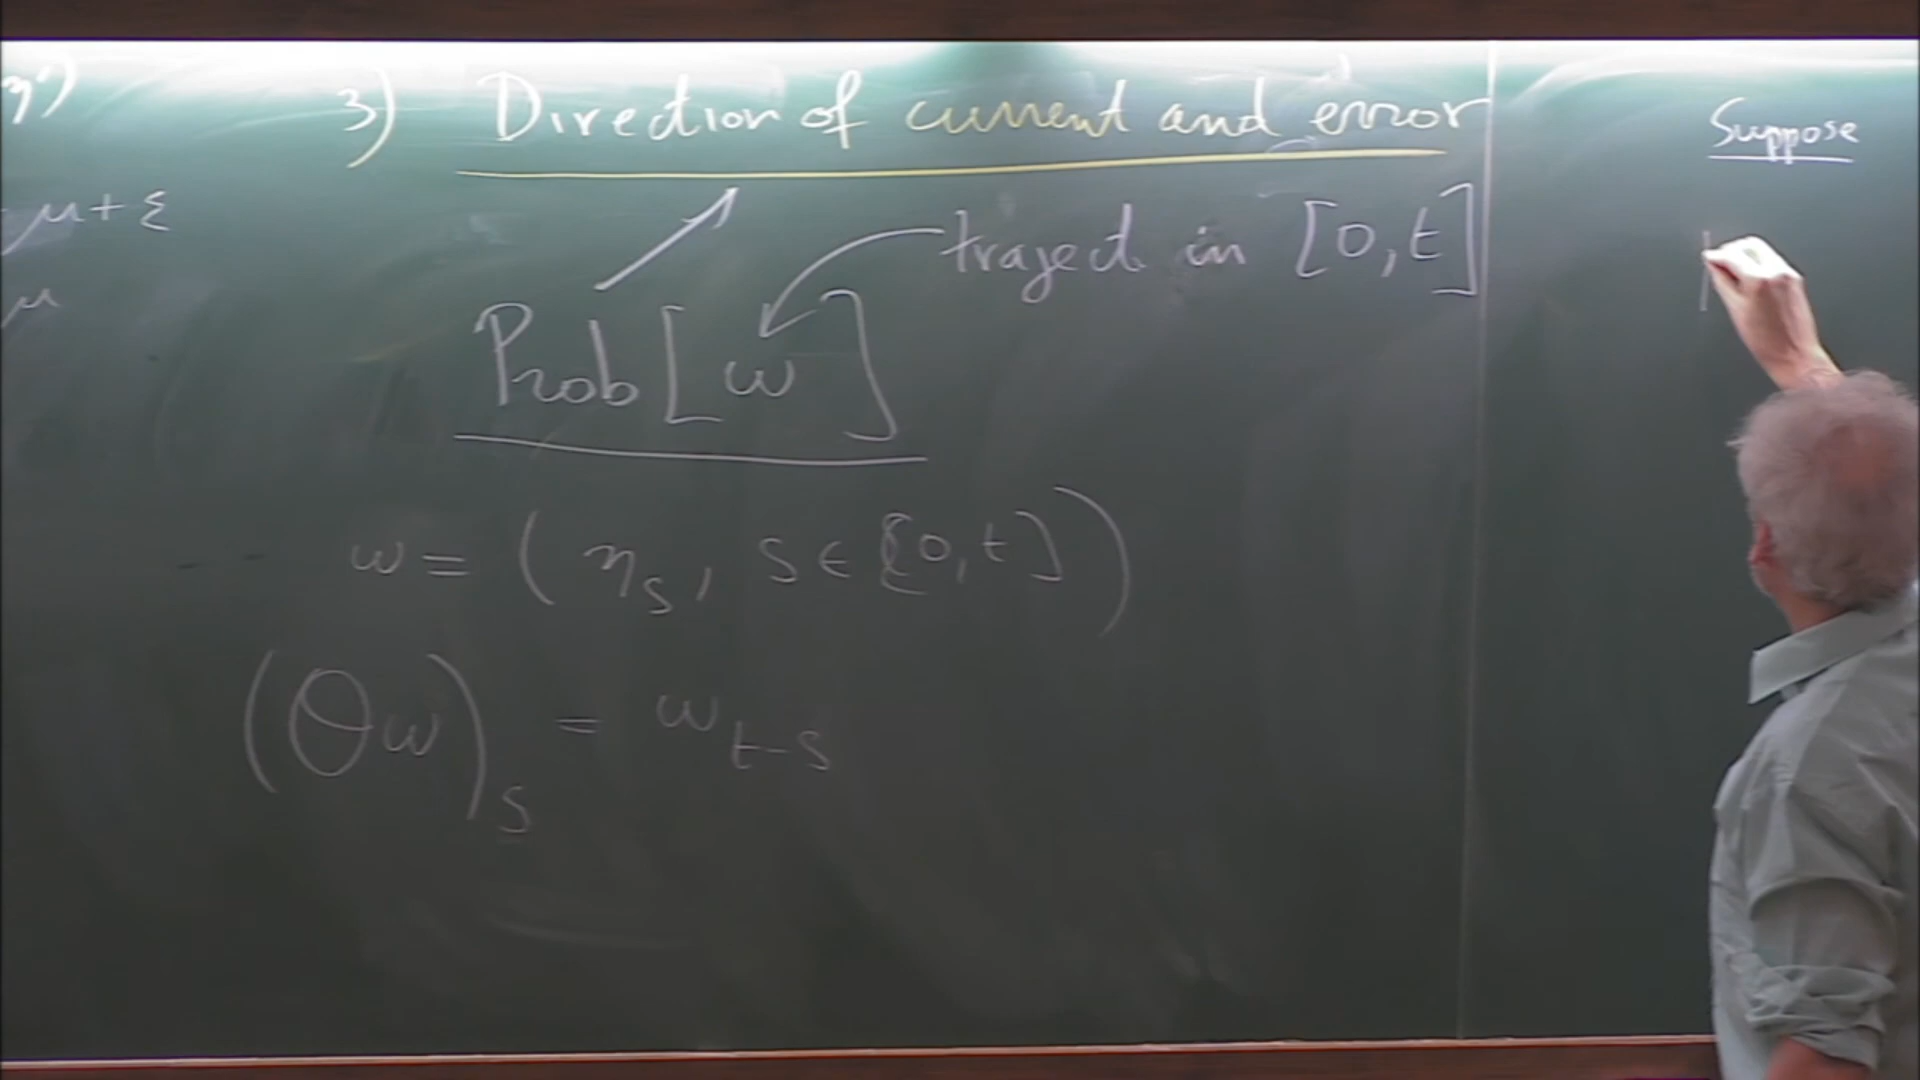 η')
μ+ε
μ
3) Direction of current and error
traject in [0,t]
Prob[ω]
ω = (η_s, s ∈ [0,t])
(Θω)_s = ω_{t-s}
Suppose